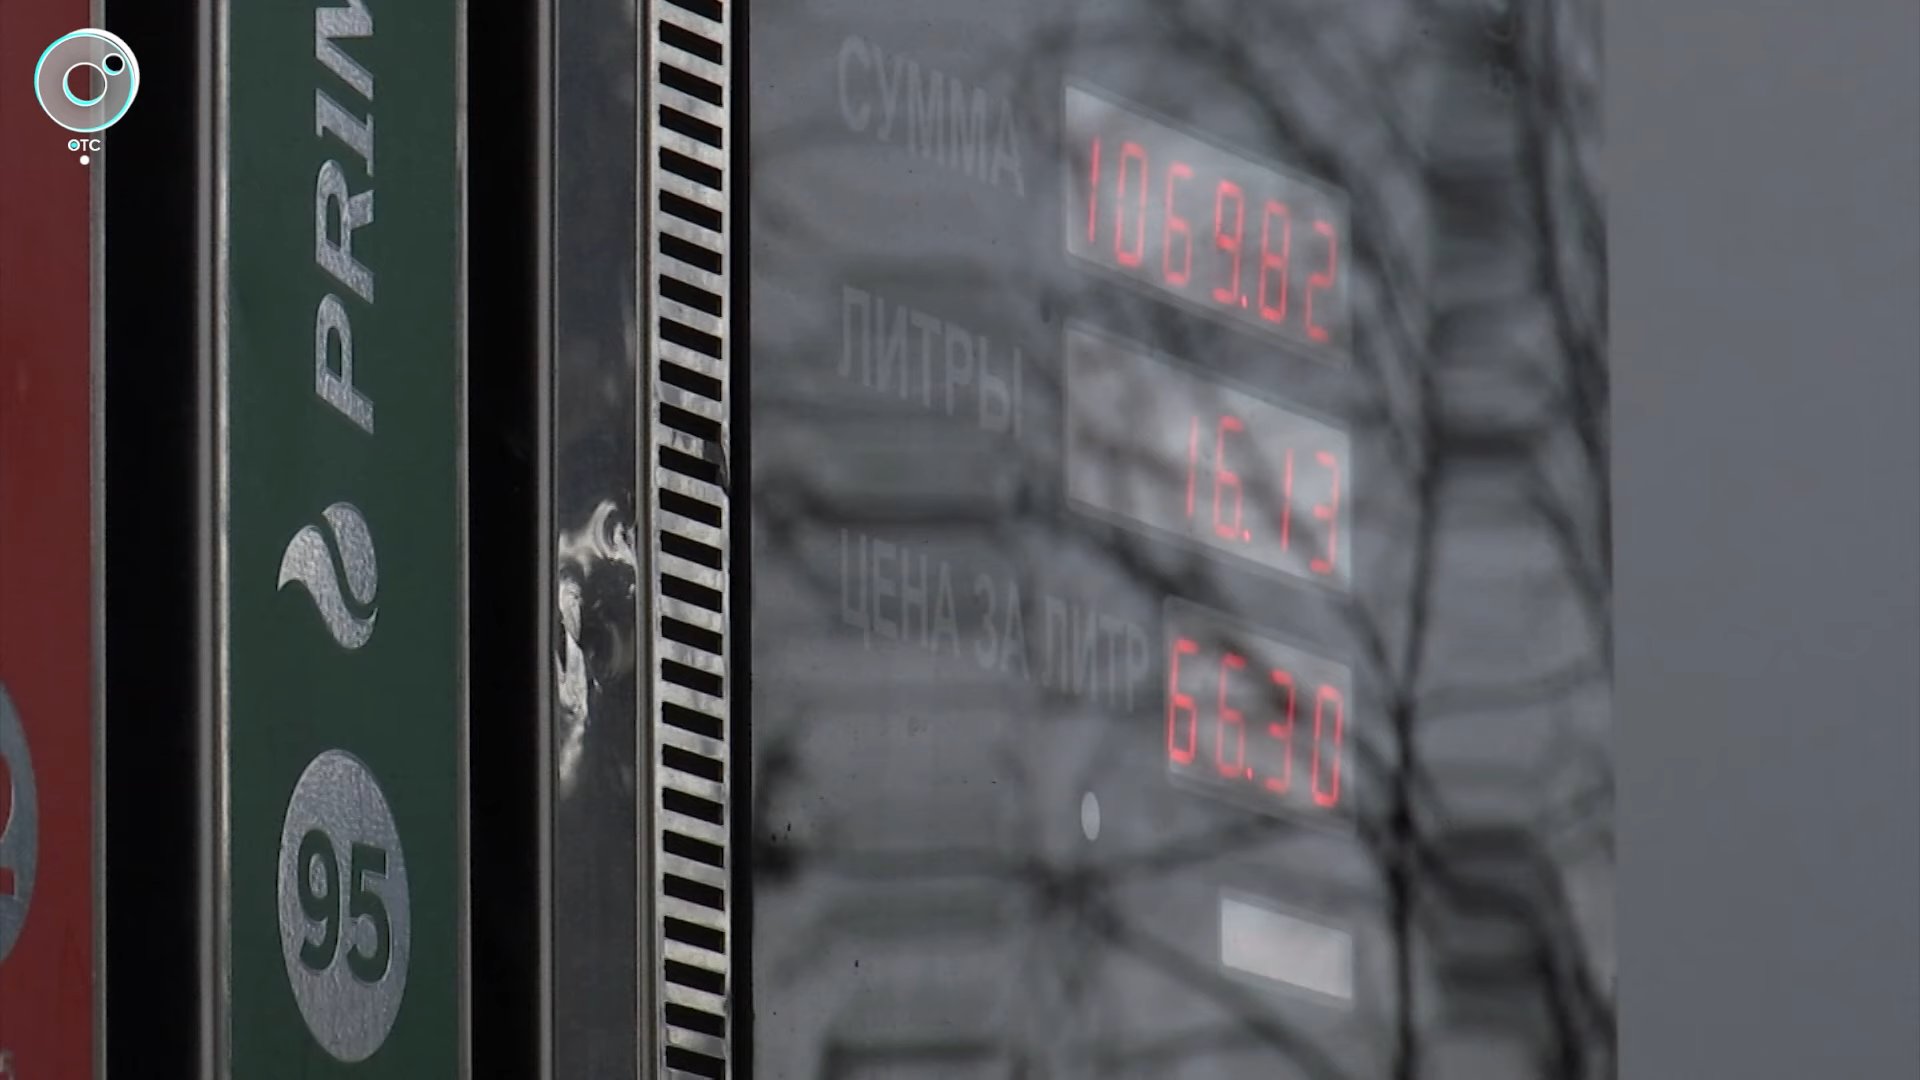 ОТС
PRIM
95
СУММА
1069.82
ЛИТРЫ
16.13
ЦЕНА ЗА ЛИТР
66.30